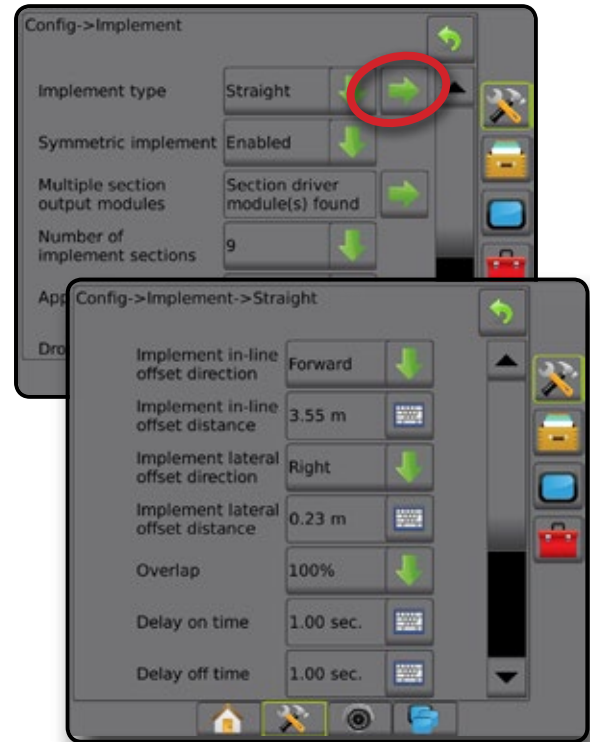 Config->Implement
Implement type
Straight
Symmetric implement
Enabled
Multiple section
output modules
Section driver
module(s) found
Number of
implement sections
9
App
Dro
Config->Implement->Straight
Implement in-line
offset direction
Forward
Implement in-line
offset distance
3.55 m
Implement lateral
offset direction
Right
Implement lateral
offset distance
0.23 m
Overlap
100%
Delay on time
1.00 sec.
Delay off time
1.00 sec.